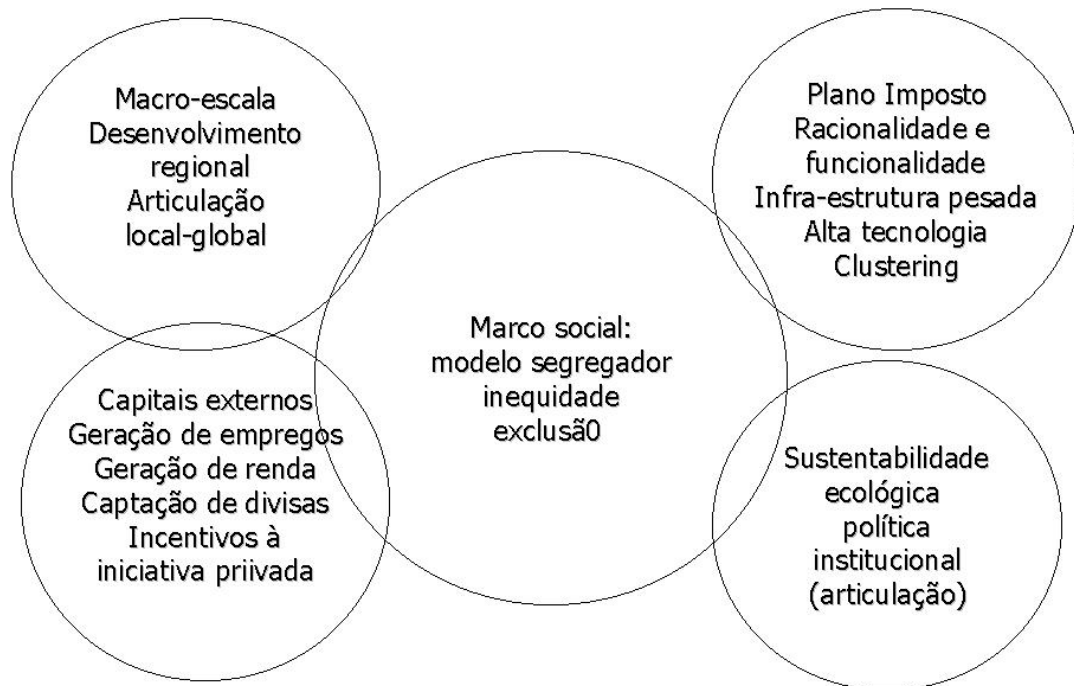 Macro-escala
Desenvolvimento
regional
Articulação
local-global
Plano Imposto
Racionalidade e
funcionalidade
Infra-estrutura pesada
Alta tecnologia
Clustering
Marco social:
modelo segregador
inequidade
exclusã0
Capitais externos
Geração de empregos
Geração de renda
Captação de divisas
Incentivos à
iniciativa priivada
Sustentabilidade
ecológica
política
institucional
(articulação)